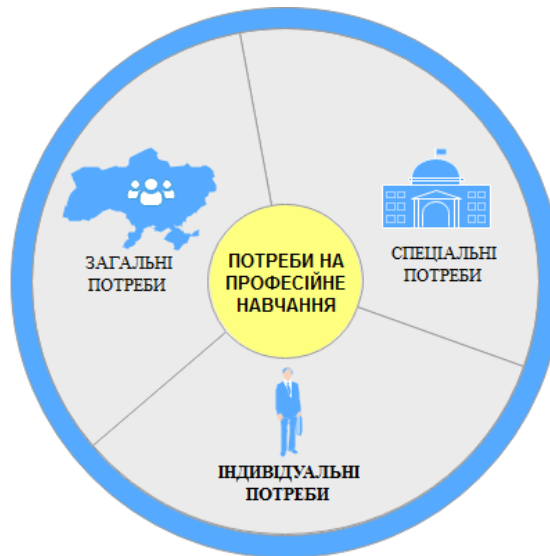 ЗАГАЛЬНІ
ПОТРЕБИ
СПЕЦІАЛЬНІ
ПОТРЕБИ
ПОТРЕБИ НА
ПРОФЕСІЙНЕ
НАВЧАННЯ
ІНДИВІДУАЛЬНІ
ПОТРЕБИ